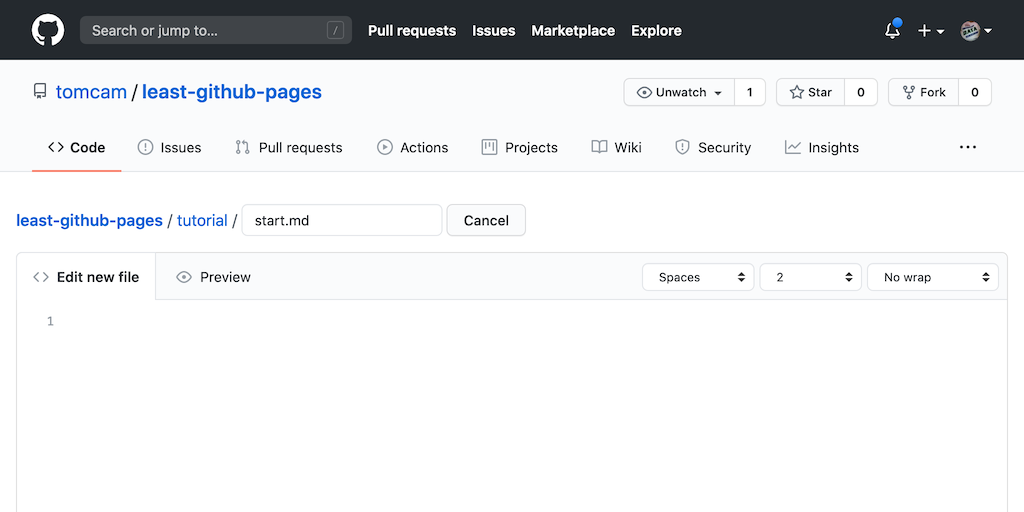 Search or jump to... / Pull requests Issues Marketplace Explore
tomcam / least-github-pages Unwatch 1 Star 0 Fork 0
Code Issues Pull requests Actions Projects Wiki Security Insights ...
least-github-pages / tutorial / start.md Cancel
Edit new file Preview Spaces 2 No wrap
1